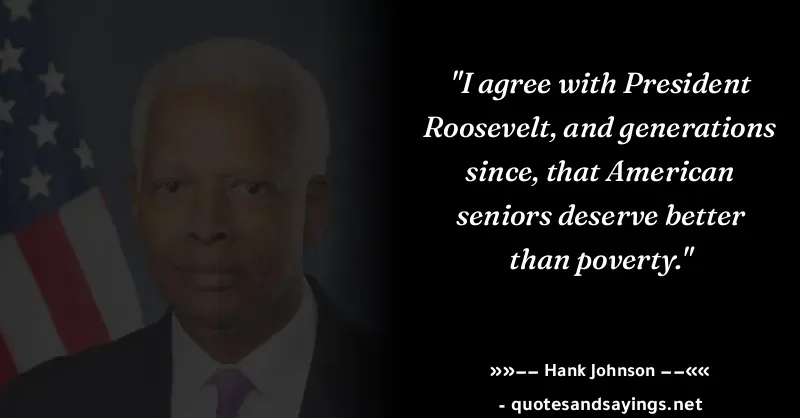 "I agree with President
Roosevelt, and generations
since, that American
seniors deserve better
than poverty."
»»−− Hank Johnson −−««
- quotesandsayings.net